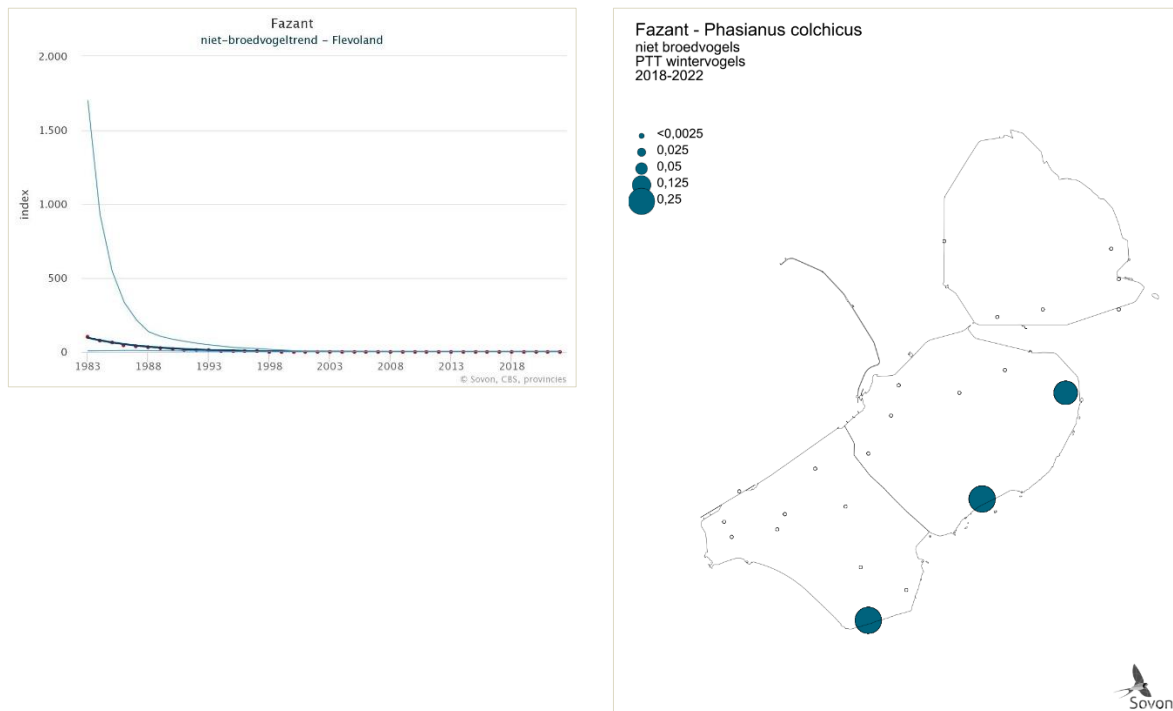 Fazant
niet-broedvogeltrend - Flevoland
2.000
1.500
1.000
500
0
index
1983
1988
1993
1998
2003
2008
2013
2018
© Sovon, CBS, provincies
Fazant - Phasianus colchicus
niet broedvogels
PTT wintervogels
2018-2022
<0,0025
0,025
0,05
0,125
0,25
Sovon